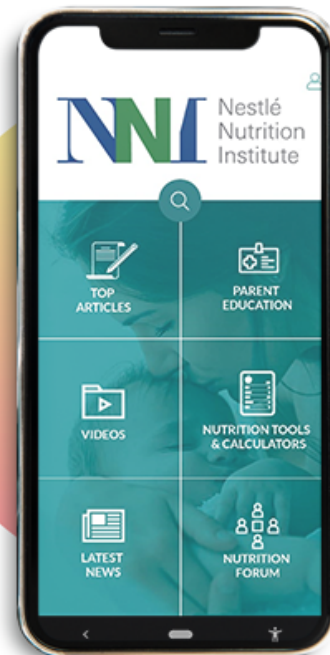 NNI
Nestlé
Nutrition
Institute
TOP
ARTICLES
PARENT
EDUCATION
VIDEOS
NUTRITION TOOLS
& CALCULATORS
LATEST
NEWS
NUTRITION
FORUM